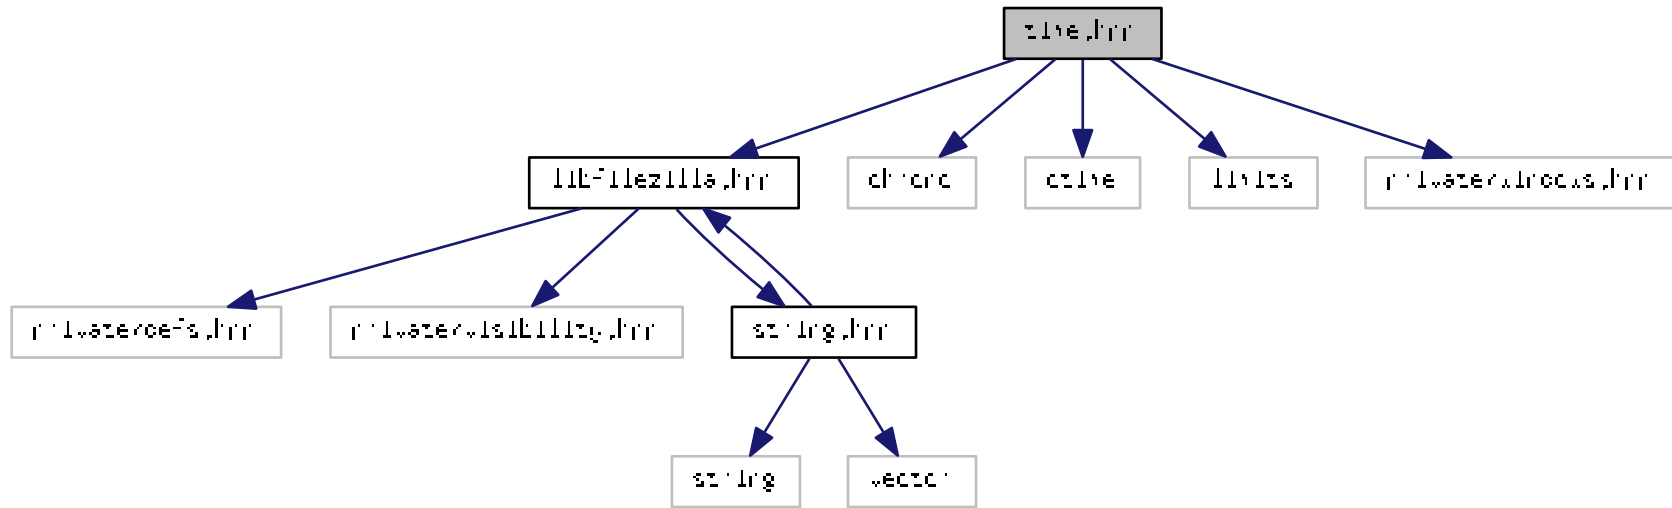 time.hpp
libfilezilla.hpp
chrono
ctime
limits
private/windows.hpp
private/defs.hpp
private/visibility.hpp
string.hpp
string
vector